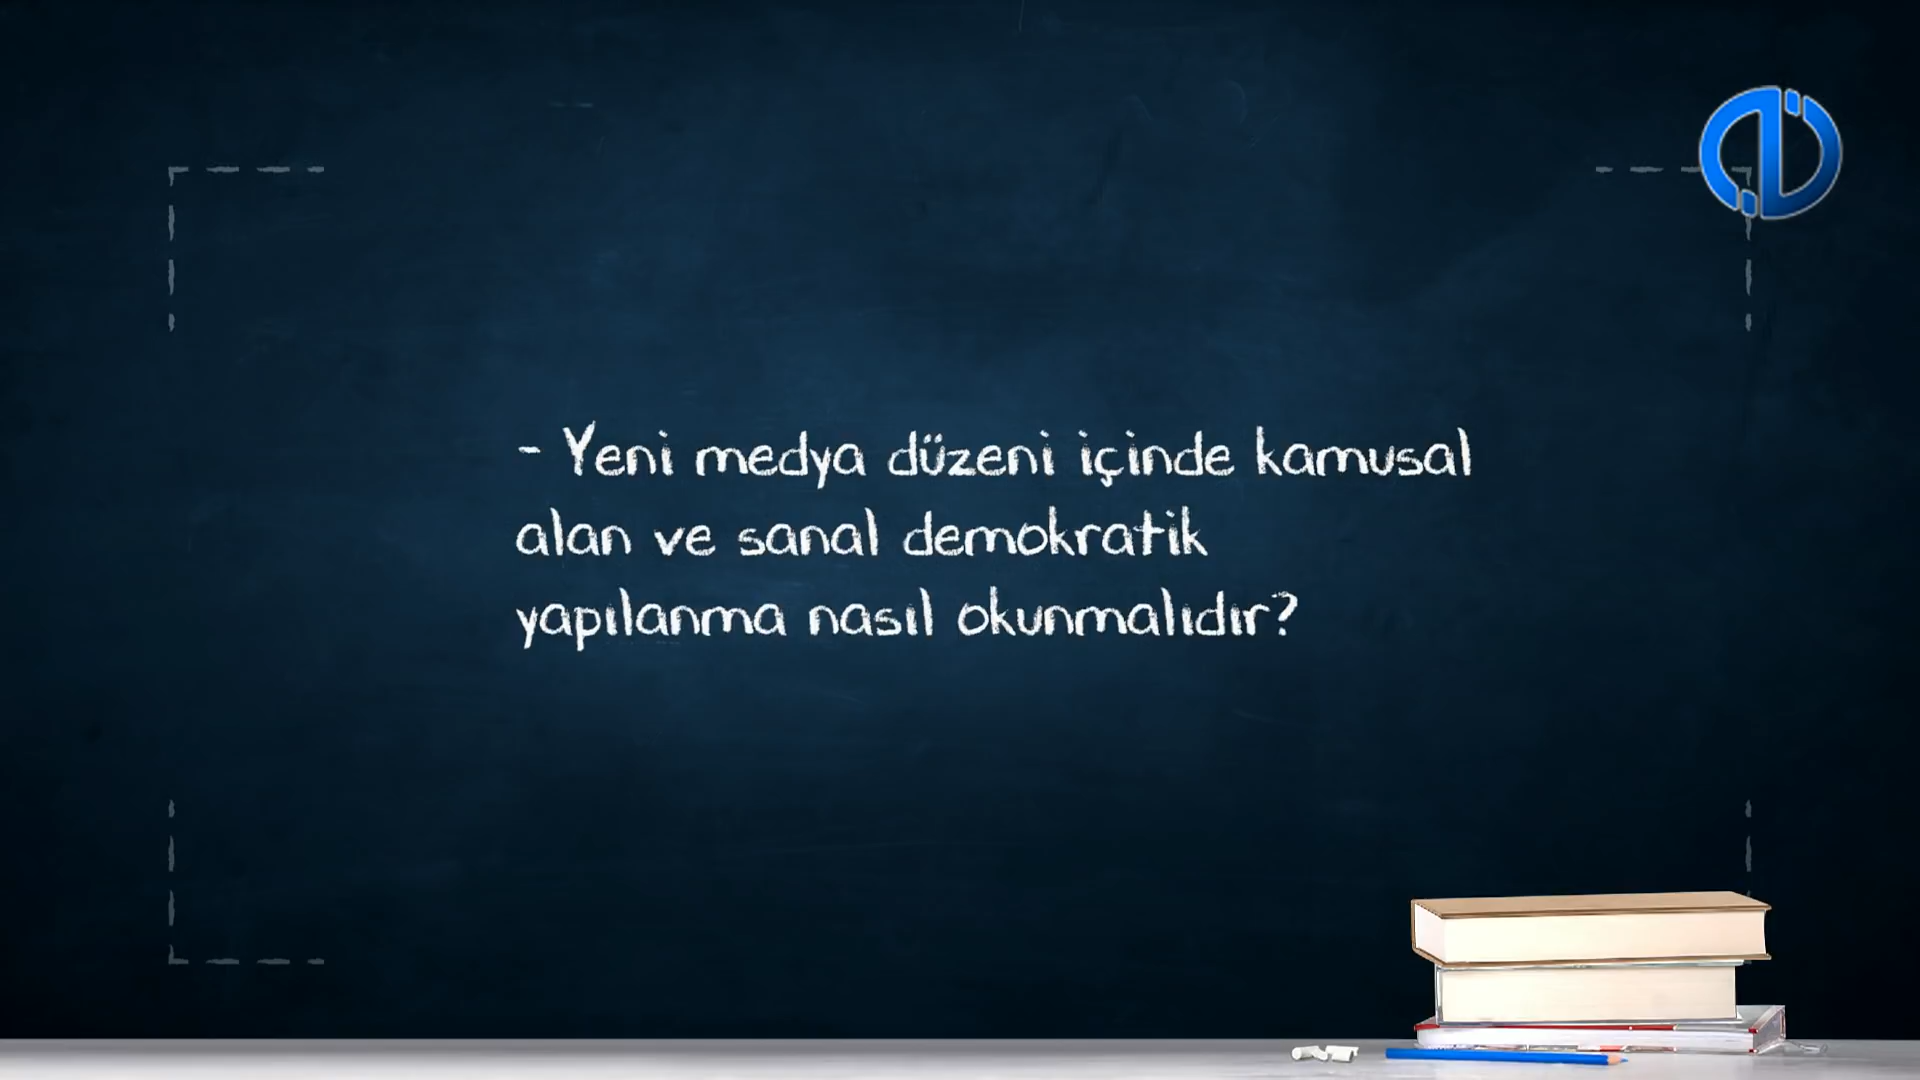 - Yeni medya düzeni içinde kamusal
alan ve sanal demokratik
yapılanma nasıl okunmalıdır?